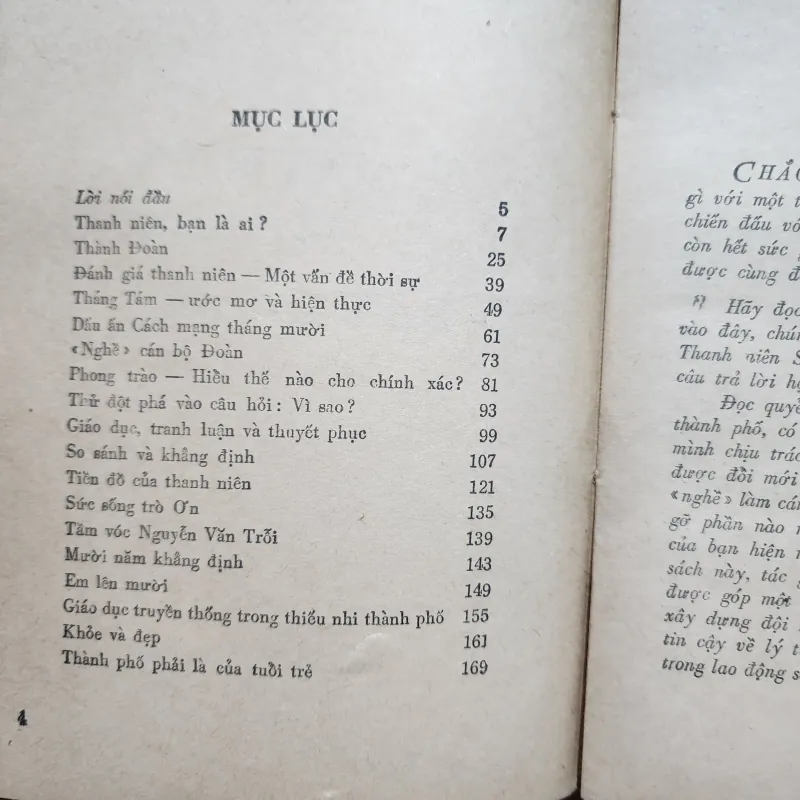 MỤC LỤC
Lời nói đầu 5
Thanh niên, bạn là ai? 7
Thành Đoàn 25
Đánh giá thanh niên — Một vấn đề thời sự 39
Tháng Tám — ước mơ và hiện thực 49
Dấu ấn Cách mạng tháng mười 61
«Nghề» cán bộ Đoàn 73
Phong trào — Hiểu thế nào cho chính xác? 81
Thử đột phá vào câu hỏi: Vì sao? 93
Giáo dục, tranh luận và thuyết phục 99
So sánh và khẳng định 107
Tiền đồ của thanh niên 121
Sức sống trò Ơn 135
Tầm vóc Nguyễn Văn Trỗi 139
Mười năm khẳng định 143
Em lên mười 149
Giáo dục truyền thống trong thiếu nhi thành phố 155
Khỏe và đẹp 161
Thành phố phải là của tuổi trẻ 169
4
CHẮC
gì với một
chiến đấu
còn hết sức
được cùng
Hãy đọc
vào đây,
Thanh niên
câu trả lời
Đọc
thành phố, có
mình chịu
được đổi mới
«nghề» làm
gỡ phần nào
của bạn hiện
sách này, tác
được góp một
xây dựng đội
tin cậy về lý
trong lao động